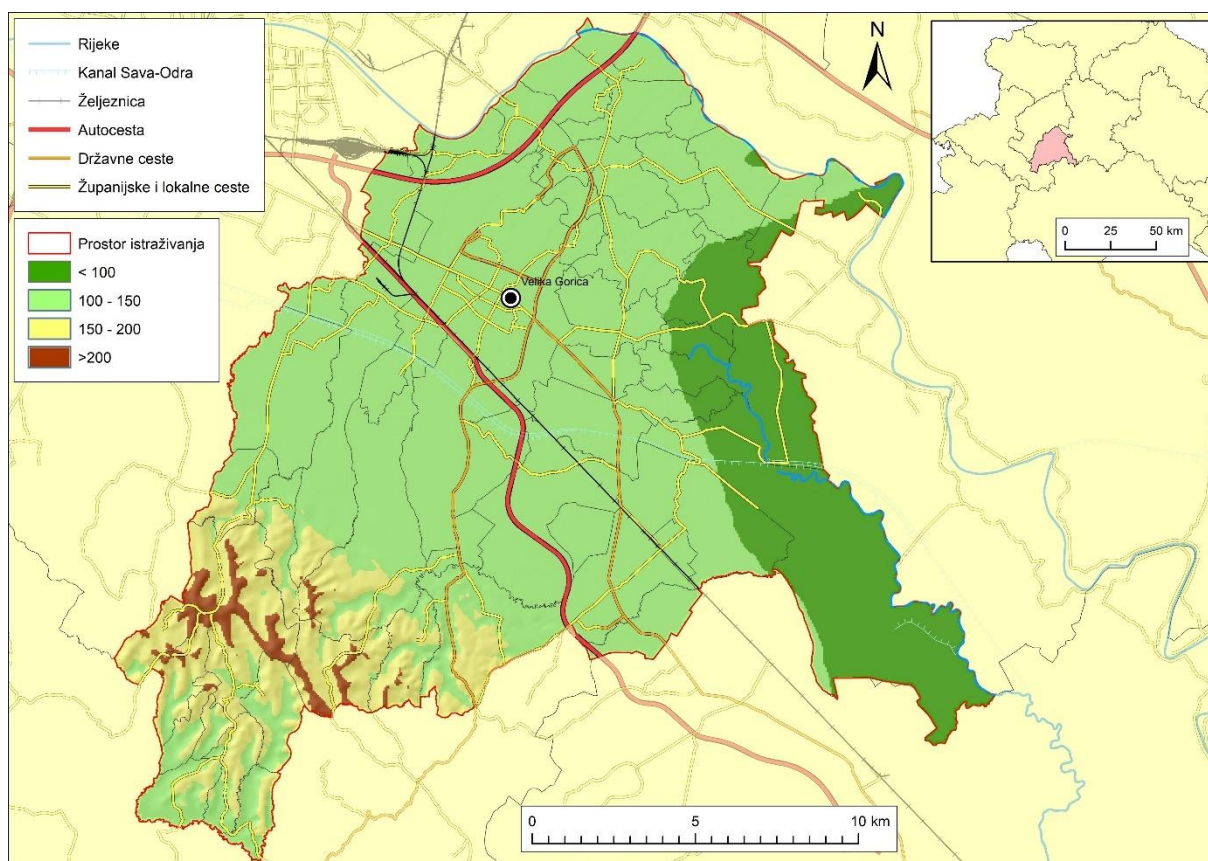 Rijeke
Kanal Sava-Odra
Željeznica
Autocesta
Državne ceste
Županijske i lokalne ceste
Prostor istraživanja
< 100
100 - 150
150 - 200
>200
N
0 25 50 km
Velika Gorica
0 5 10 km